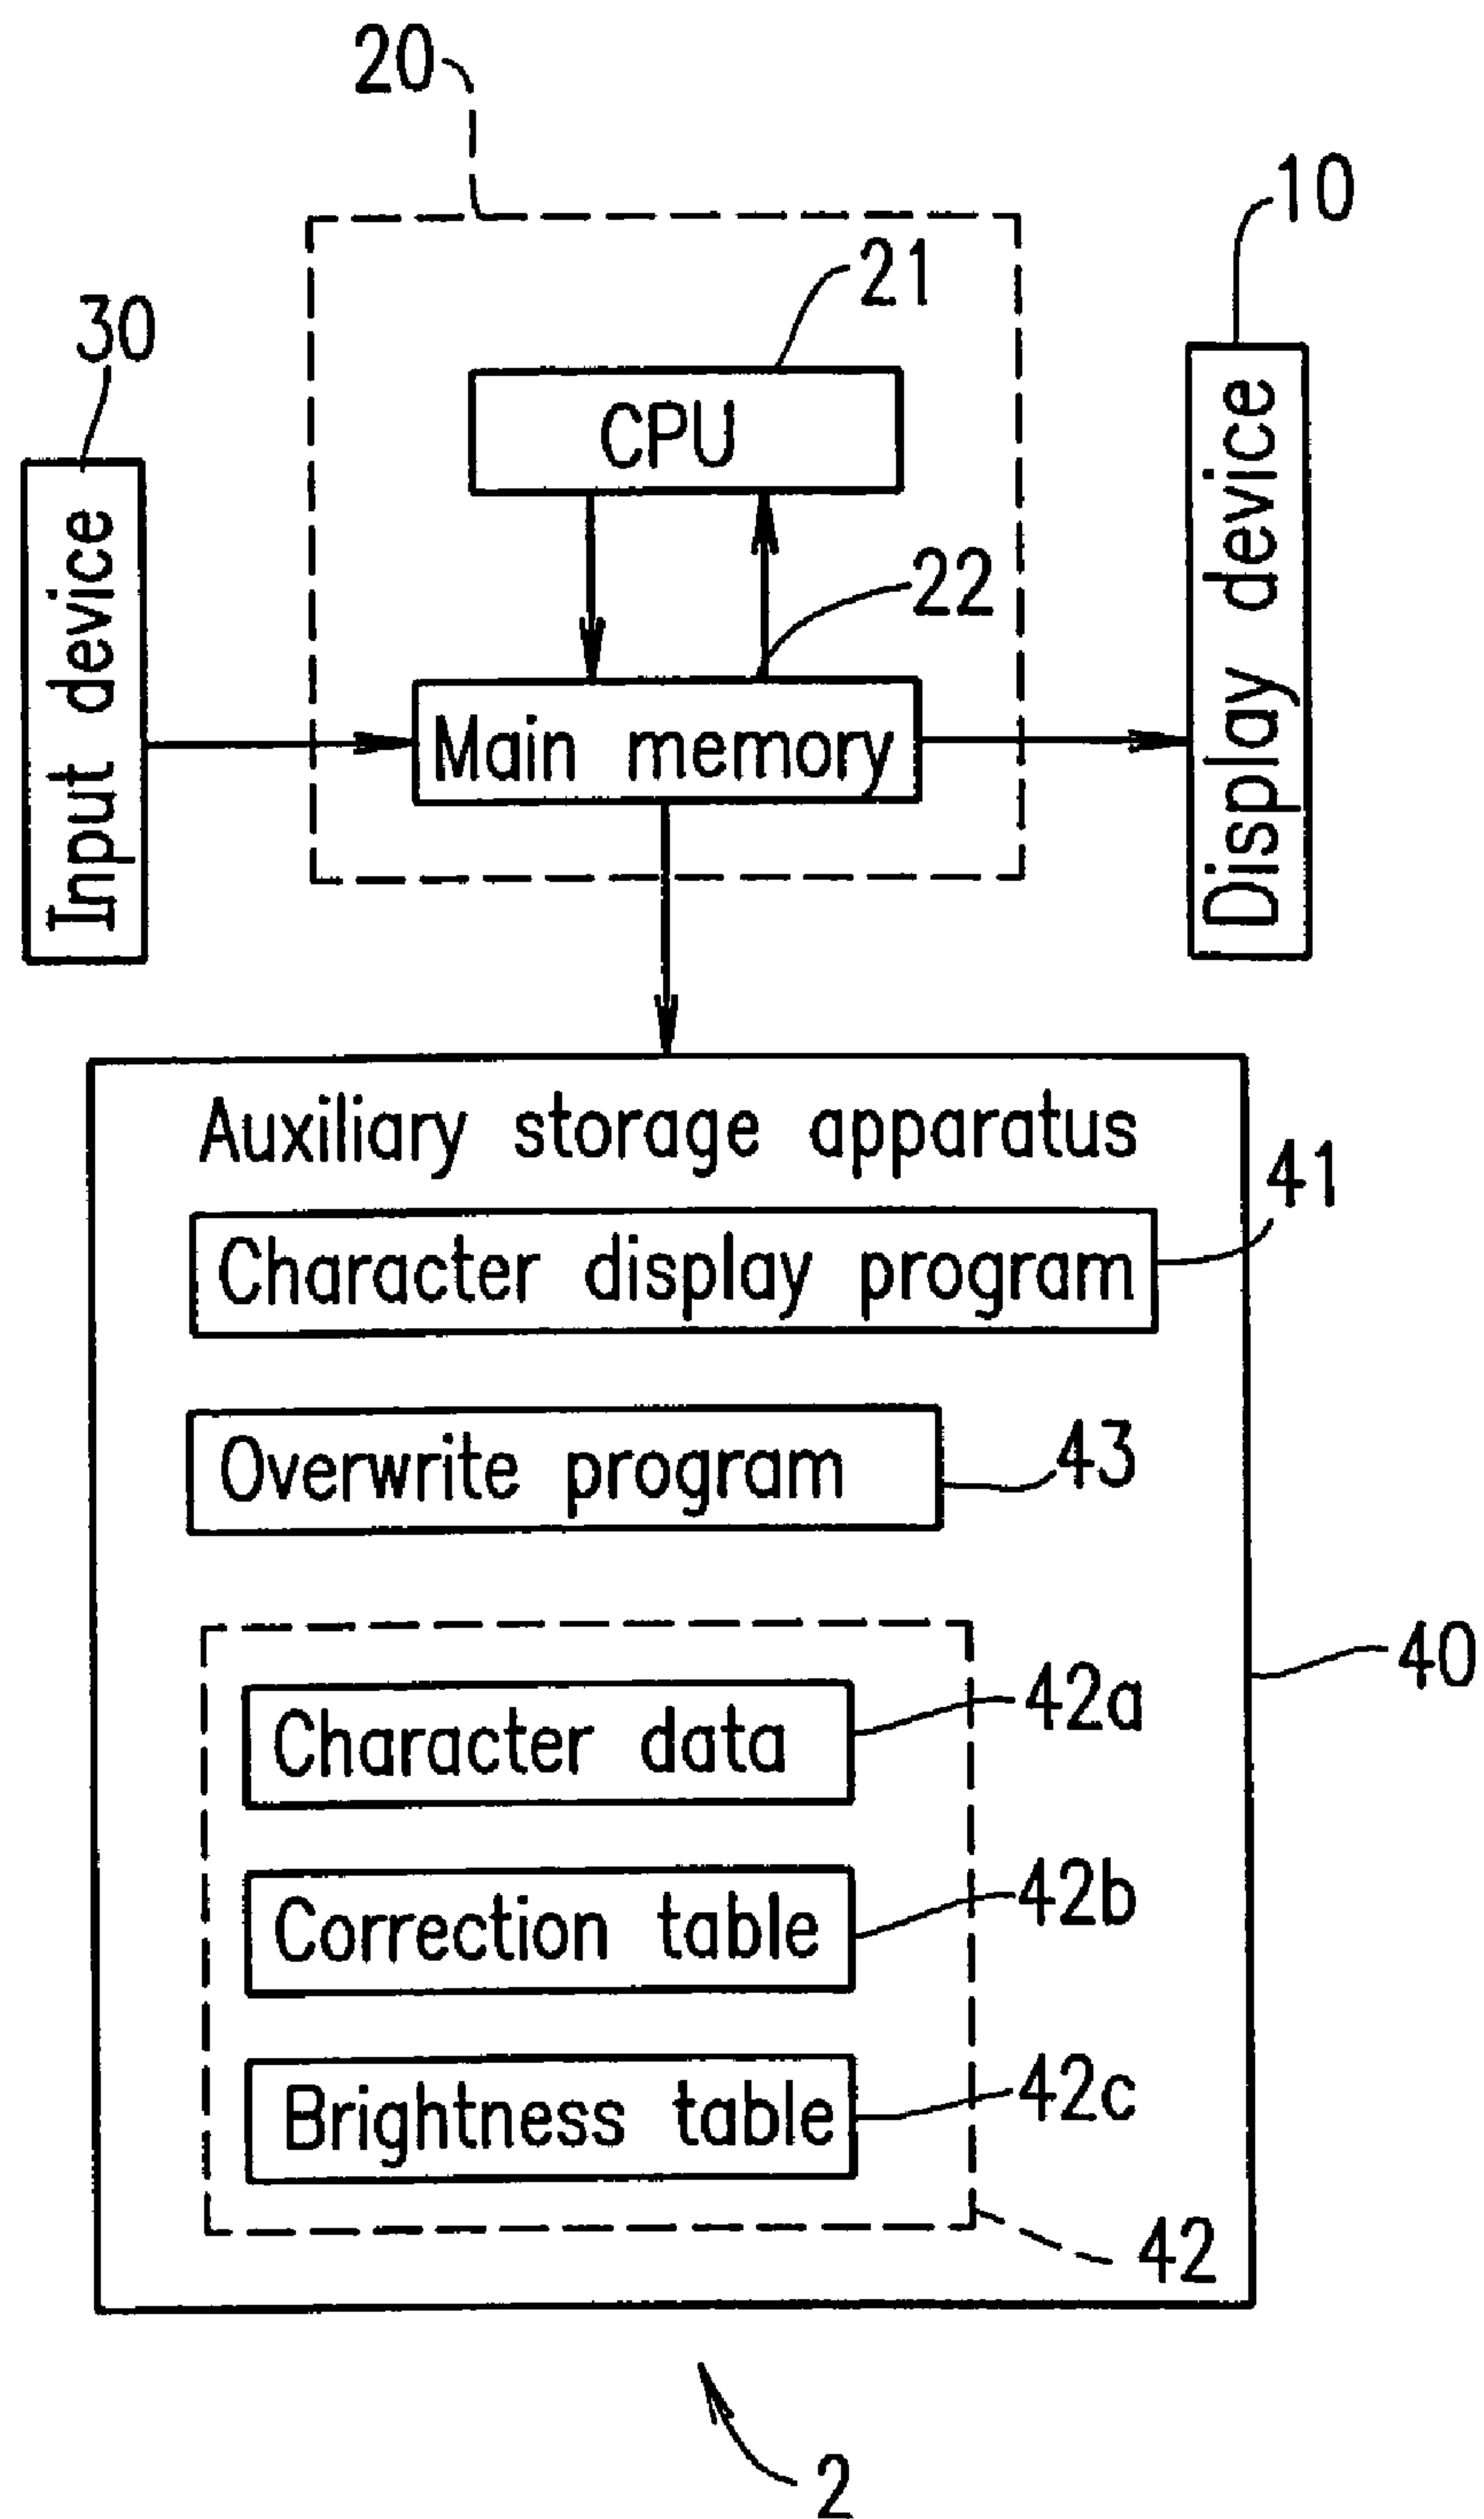 20
10
21
30
CPU
22
Input device
Main memory
Display device
Auxiliary storage apparatus
41
Character display program
Overwrite program
43
40
42a
Character data
42b
Correction table
42c
Brightness table
42
2